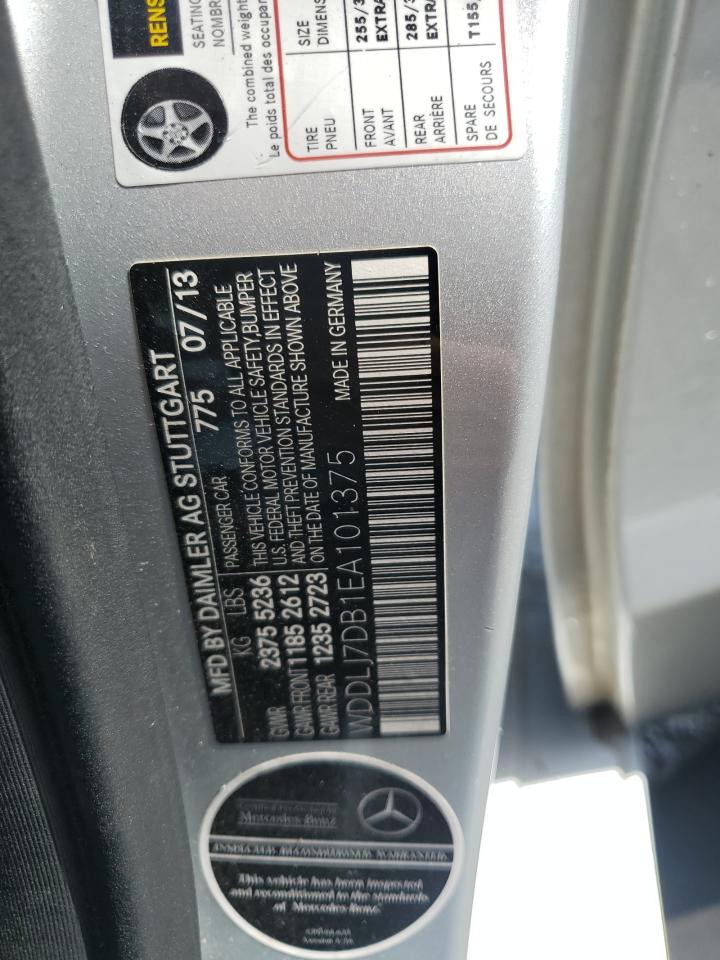 RENS
SEATING
NOMBR
The combined weight
Le poids total des occupan
TIRE
PNEU
SIZE
DIMENS
FRONT
AVANT
255/3
EXTRA
REAR
ARRIÈRE
285/3
EXTRA
SPARE
DE SECOURS
T155
MFD BY DAIMLER AG STUTTGART
KG LBS PASSENGER CAR 775 07/13
GVWR 2375 5236
GAWR FRONT 1185 2612
GAWR REAR 1235 2723
THIS VEHICLE CONFORMS TO ALL APPLICABLE
U.S. FEDERAL MOTOR VEHICLE SAFETY,BUMPER
AND THEFT PREVENTION STANDARDS IN EFFECT
ON THE DATE OF MANUFACTURE SHOWN ABOVE
WDDLJ7DB1EA101375 MADE IN GERMANY
Mercedes-Benz
This vehicle has been inspected
and reconditioned to the standards
of Mercedes-Benz